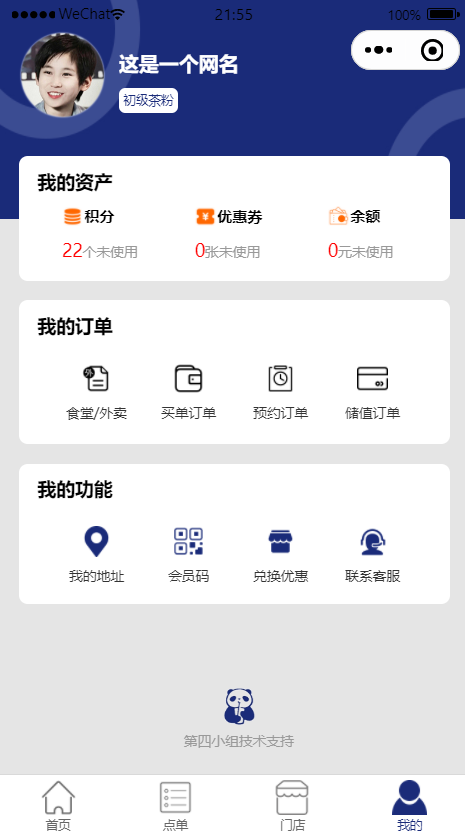 WeChat 21:55 100%
这是一个网名
初级茶粉
我的资产
积分 优惠券 余额
22个未使用 0张未使用 0元未使用
我的订单
外
食堂/外卖 买单订单 预约订单 储值订单
我的功能
我的地址 会员码 兑换优惠 联系客服
第四小组技术支持
首页 点单 门店 我的